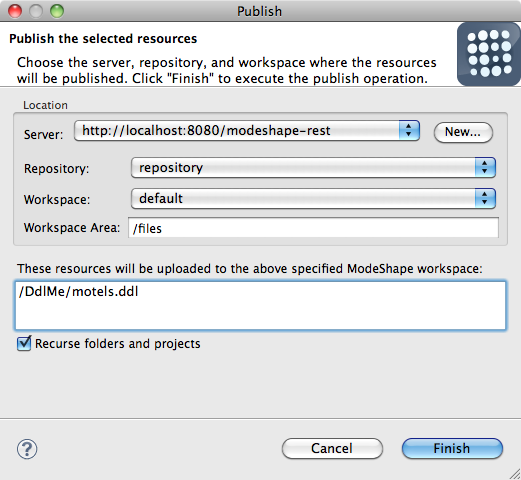 Publish
Publish the selected resources
Choose the server, repository, and workspace where the resources
will be published. Click "Finish" to execute the publish operation.
Location
Server: http://localhost:8080/modeshape-rest New...
Repository: repository
Workspace: default
Workspace Area: /files
These resources will be uploaded to the above specified ModeShape workspace:
/DdlMe/motels.ddl
Recurse folders and projects
? Cancel Finish